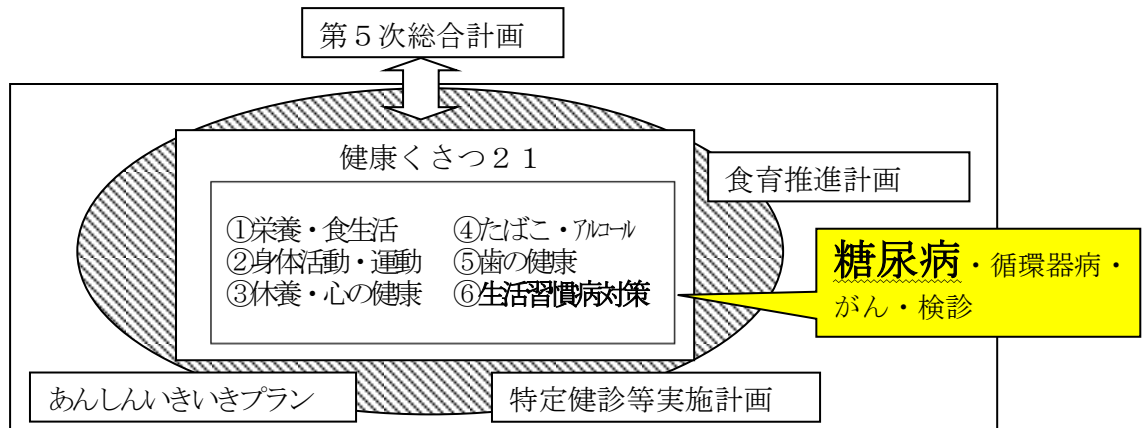 第５次総合計画
健康くさつ２１
①栄養・食生活
②身体活動・運動
③休養・心の健康
④たばこ・アルコール
⑤歯の健康
⑥生活習慣病対策
食育推進計画
糖尿病・循環器病・
がん・検診
あんしんいきいきプラン
特定健診等実施計画